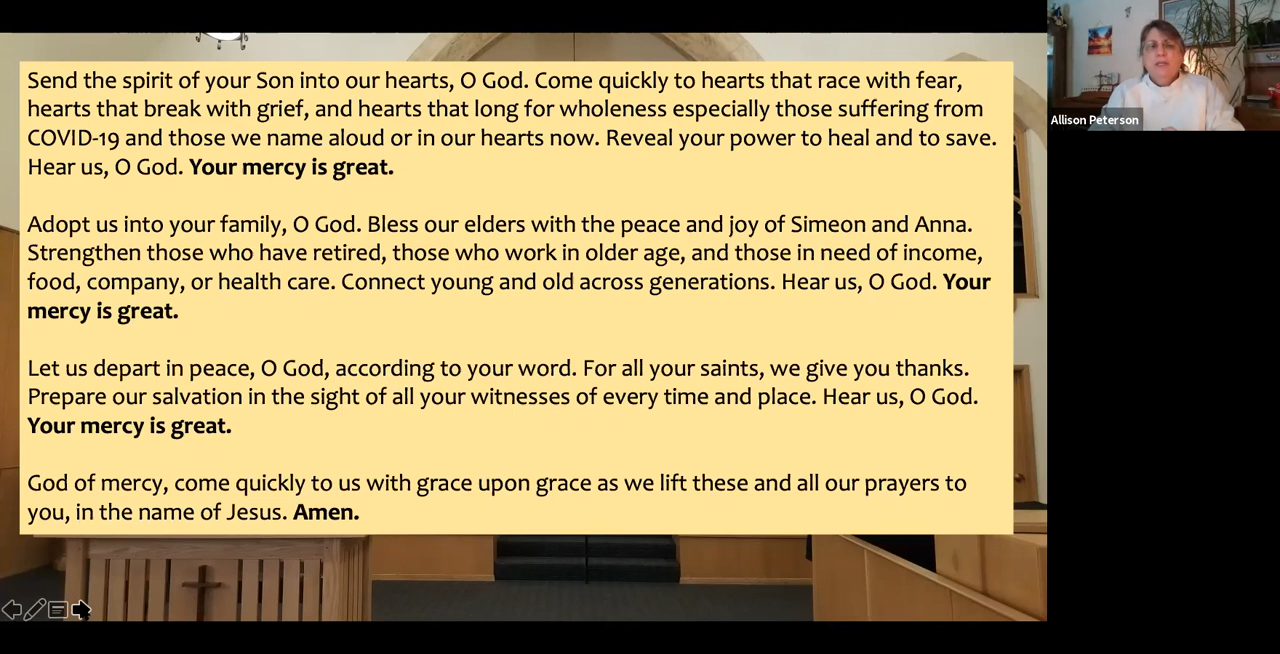 Send the spirit of your Son into our hearts, O God. Come quickly to hearts that race with fear,
hearts that break with grief, and hearts that long for wholeness especially those suffering from
COVID-19 and those we name aloud or in our hearts now. Reveal your power to heal and to save.
Hear us, O God. Your mercy is great.
Adopt us into your family, O God. Bless our elders with the peace and joy of Simeon and Anna.
Strengthen those who have retired, those who work in older age, and those in need of income,
food, company, or health care. Connect young and old across generations. Hear us, O God. Your
mercy is great.
Let us depart in peace, O God, according to your word. For all your saints, we give you thanks.
Prepare our salvation in the sight of all your witnesses of every time and place. Hear us, O God.
Your mercy is great.
God of mercy, come quickly to us with grace upon grace as we lift these and all our prayers to
you, in the name of Jesus. Amen.
Allison Peterson